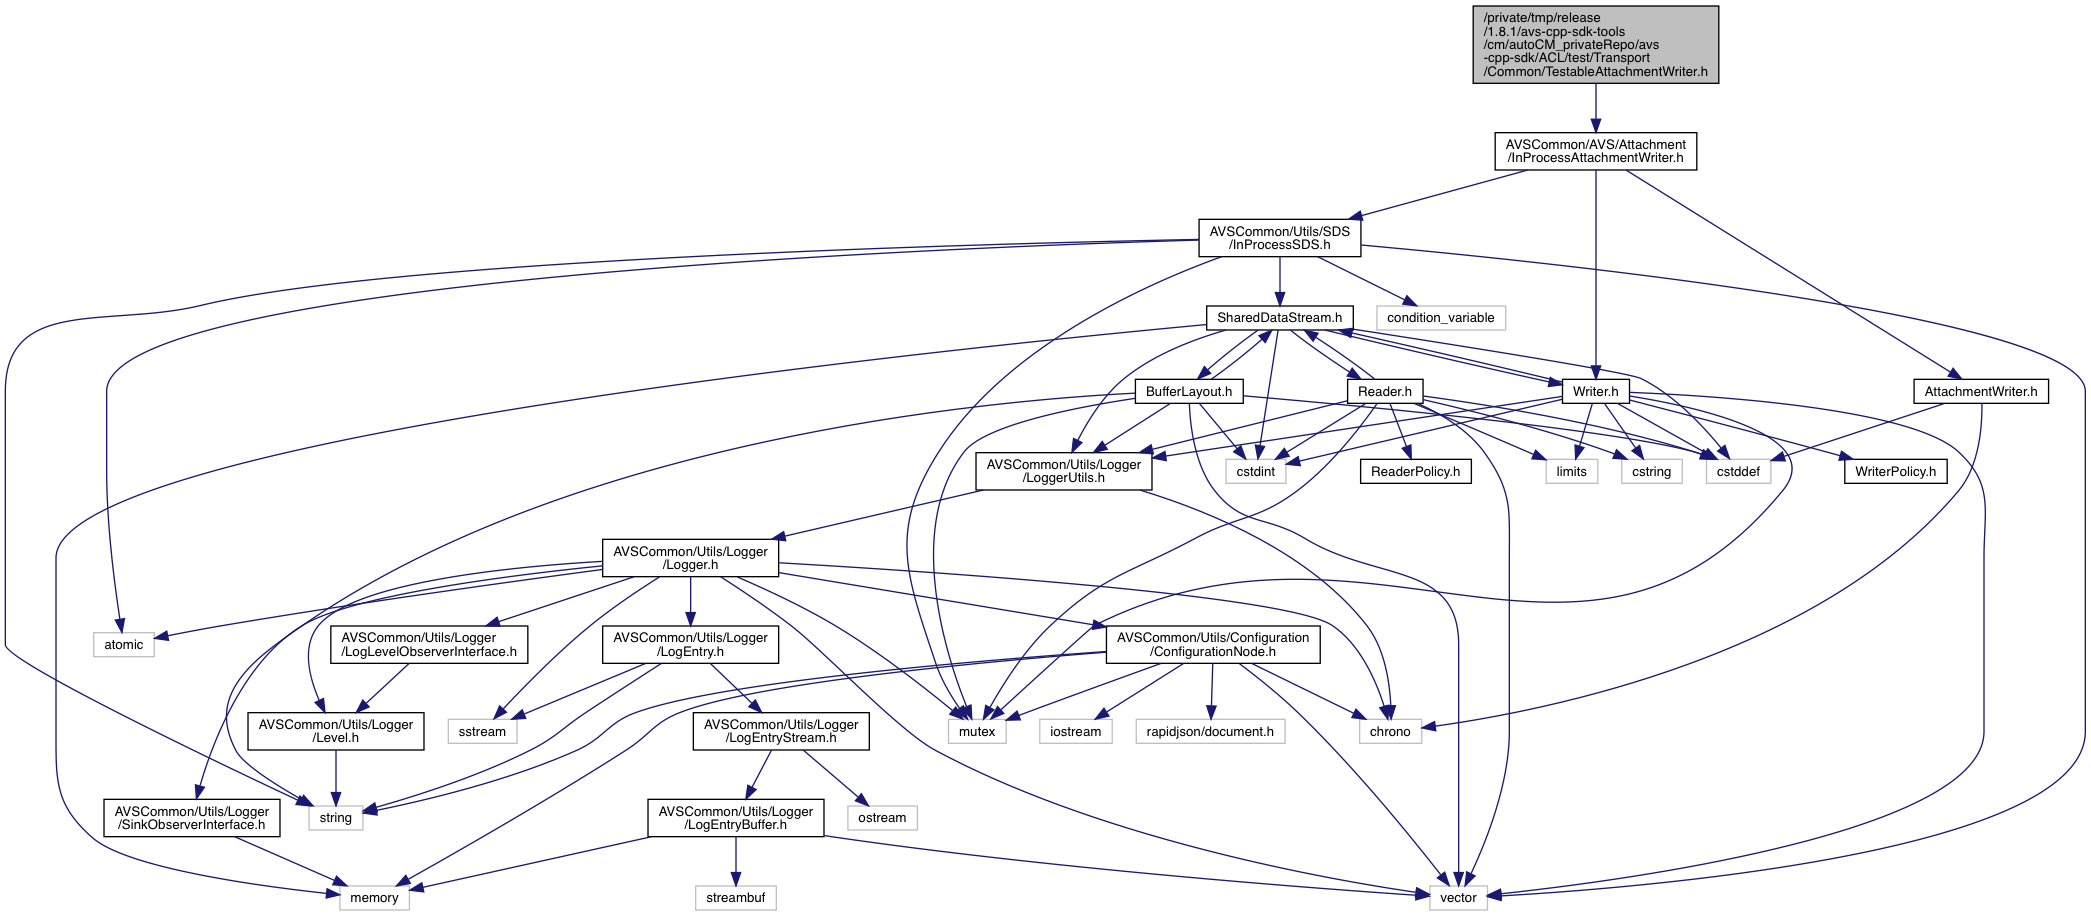 /private/tmp/release
/1.8.1/avs-cpp-sdk-tools
/cm/autoCM_privateRepo/avs
-cpp-sdk/ACL/test/Transport
/Common/TestableAttachmentWriter.h
AVSCommon/AVS/Attachment
/InProcessAttachmentWriter.h
AVSCommon/Utils/SDS
/InProcessSDS.h
SharedDataStream.h
condition_variable
BufferLayout.h
Reader.h
Writer.h
AttachmentWriter.h
AVSCommon/Utils/Logger
/LoggerUtils.h
cstdint
ReaderPolicy.h
limits
cstring
cstddef
WriterPolicy.h
AVSCommon/Utils/Logger
/Logger.h
atomic
AVSCommon/Utils/Logger
/LogLevelObserverInterface.h
AVSCommon/Utils/Logger
/LogEntry.h
AVSCommon/Utils/Configuration
/ConfigurationNode.h
AVSCommon/Utils/Logger
/Level.h
sstream
AVSCommon/Utils/Logger
/LogEntryStream.h
mutex
iostream
rapidjson/document.h
chrono
AVSCommon/Utils/Logger
/SinkObserverInterface.h
string
AVSCommon/Utils/Logger
/LogEntryBuffer.h
ostream
memory
streambuf
vector